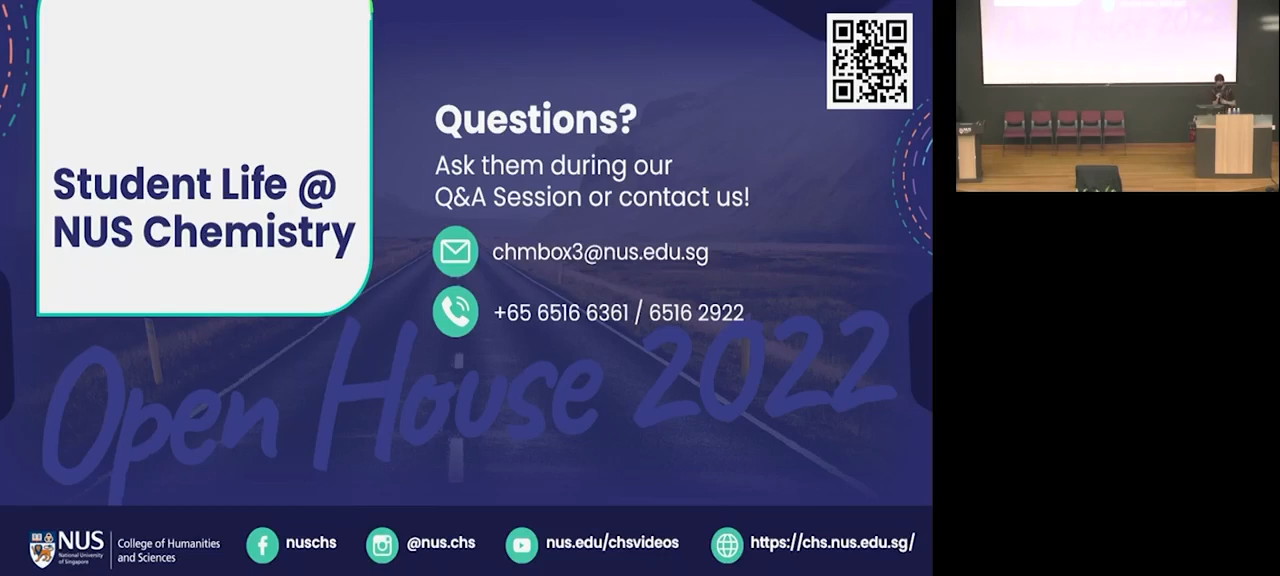 Student Life @
NUS Chemistry
Questions?
Ask them during our
Q&A Session or contact us!
chmbox3@nus.edu.sg
+65 6516 6361 / 6516 2922
Open House 2022
NUS
National University
of Singapore
College of Humanities
and Sciences
nuschs
@nus.chs
nus.edu/chsvideos
https://chs.nus.edu.sg/